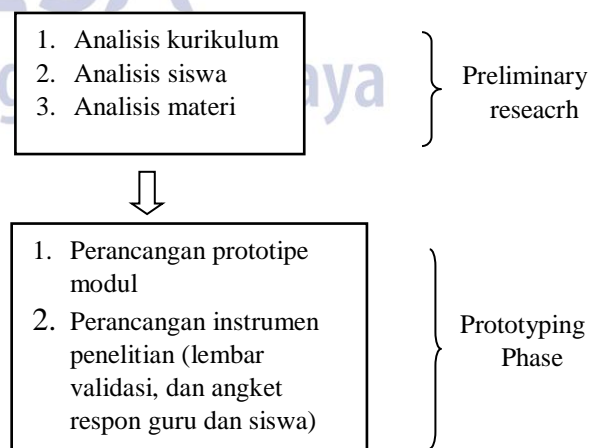 1. Analisis kurikulum
2. Analisis siswa
3. Analisis materi
Preliminary
reseacrh
1. Perancangan prototipe
modul
2. Perancangan instrumen
penelitian (lembar
validasi, dan angket
respon guru dan siswa)
Prototyping
Phase